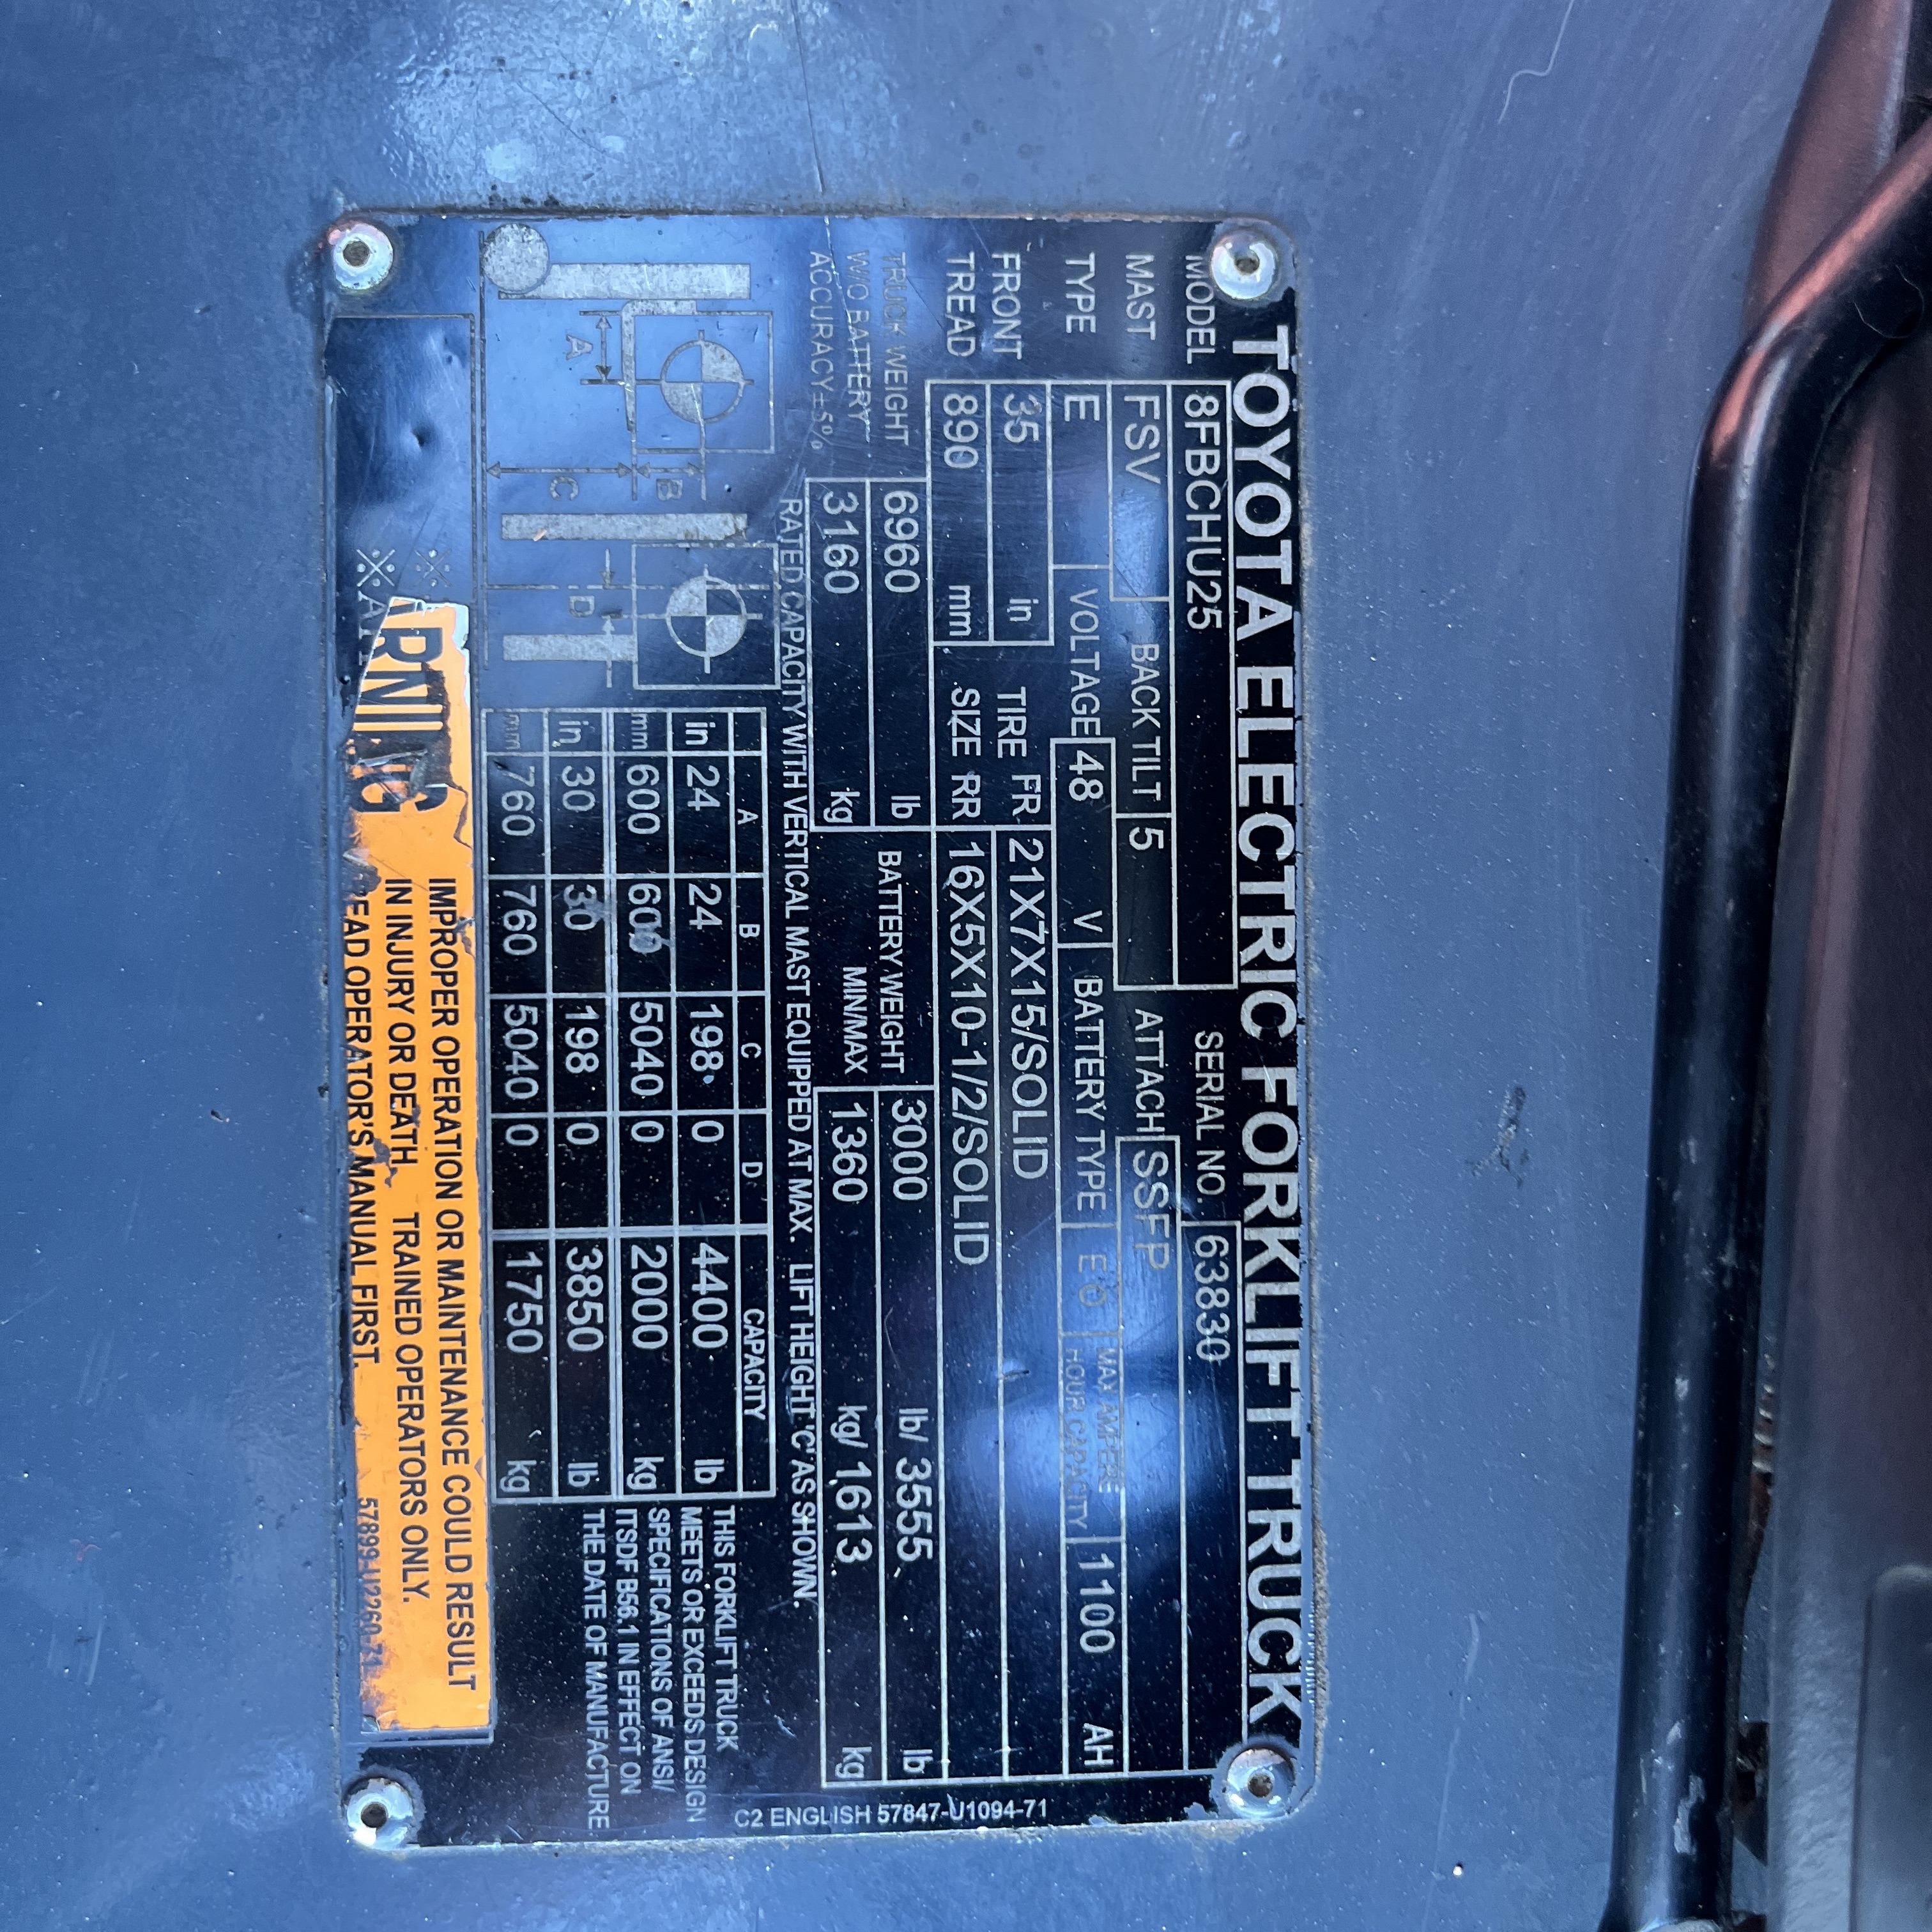 TOYOTA ELECTRIC FORKLIFT TRUCK
MODEL 8FBCHU25 SERIAL NO. 63830
MAST FSV BACK TILT 5 ATTACH SSFP
TYPE E VOLTAGE 48 V BATTERY TYPE E O MAX AMPERE HOUR CAPACITY 1100 AH
FRONT 35 in TIRE FR 21X7X15/SOLID
TREAD 890 mm SIZE RR 16X5X10-1/2/SOLID
TRUCK WEIGHT 6960 lb BATTERY WEIGHT 3000 lb/ 3555 lb
W/O BATTERY 3160 kg MIN/MAX 1360 kg/ 1613 kg
ACCURACY ± 5%
RATED CAPACITY WITH VERTICAL MAST EQUIPPED AT MAX. LIFT HEIGHT 'C' AS SHOWN.
A B C D
A B C D CAPACITY
in 24 24 198 0 4400 lb
mm 600 600 5040 0 2000 kg
in 30 30 198 0 3850 lb
mm 760 760 5040 0 1750 kg
THIS FORKLIFT TRUCK
MEETS OR EXCEEDS DESIGN
SPECIFICATIONS OF ANSI/
ITSDF B56.1 IN EFFECT ON
THE DATE OF MANUFACTURE
IMPROPER OPERATION OR MAINTENANCE COULD RESULT
IN INJURY OR DEATH. TRAINED OPERATORS ONLY.
READ OPERATOR'S MANUAL FIRST.
57899-U2260-71
C2 ENGLISH 57847-U1094-71